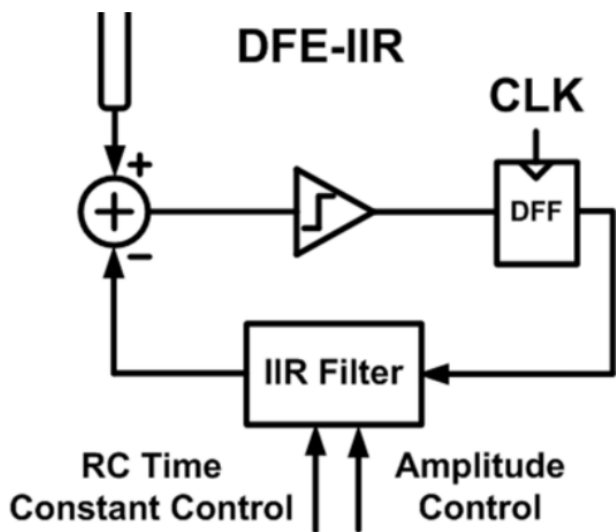 DFE-IIR
CLK
+
DFF
−
IIR Filter
RC Time
Constant Control
Amplitude
Control